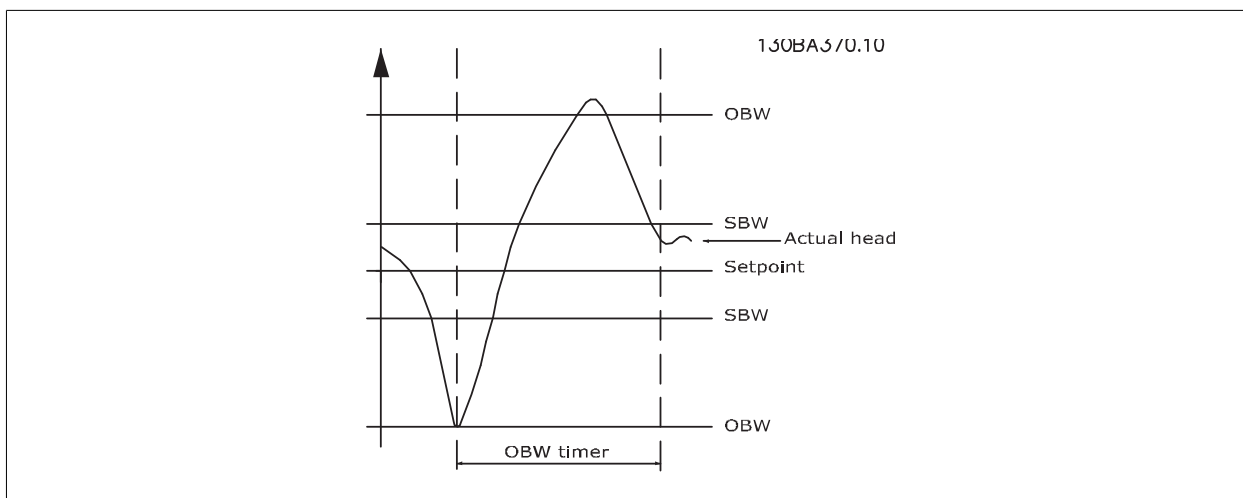 130BA370.10
OBW
SBW
Actual head
Setpoint
SBW
OBW
OBW timer